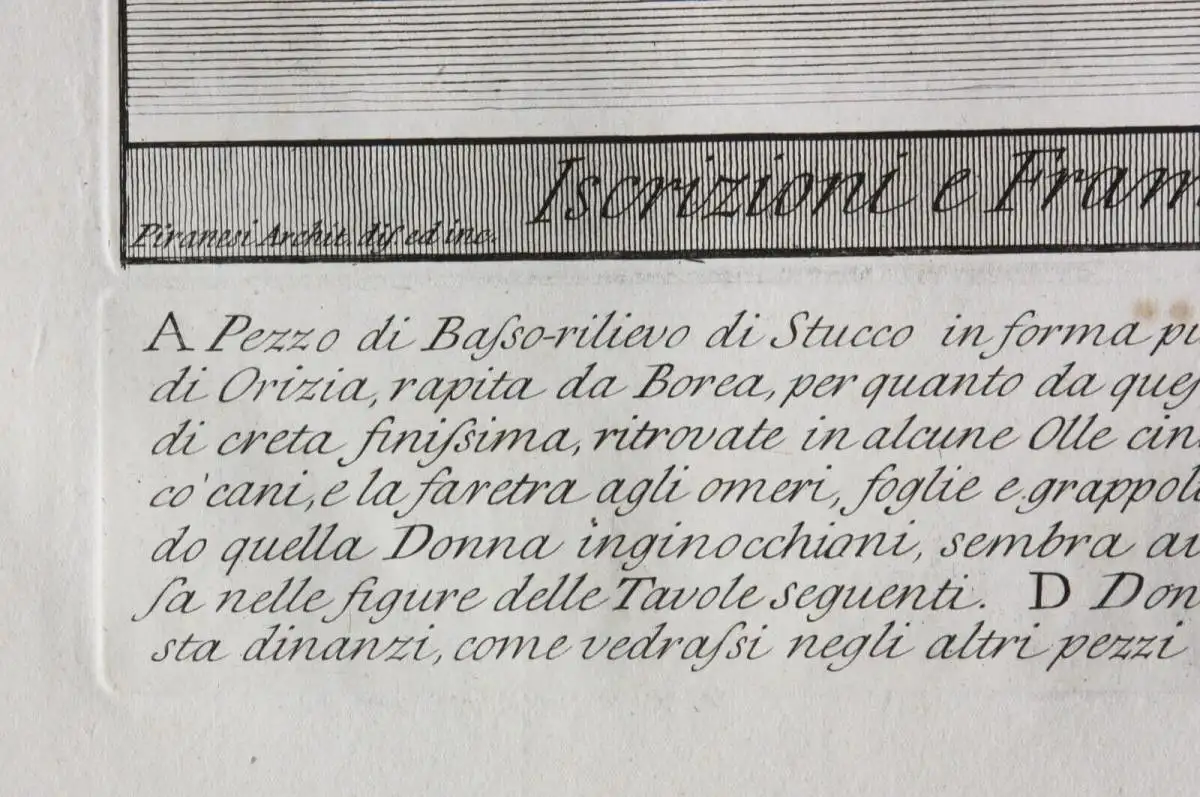 Iscrizioni e Fram
Piranesi Archit. diſ ed inc.
A Pezzo di Baſso-rilievo di Stucco in forma pi
di Orizia, rapita da Borea, per quanto da ques
di creta finiſsima, ritrovate in alcune Olle cin
co' cani, e la faretra agli omeri, foglie e grappol
do quella Donna inginocchioni, sembra au
ſa nelle figure delle Tavole seguenti. D Don
sta dinanzi, come vedraſsi negli altri pezzi